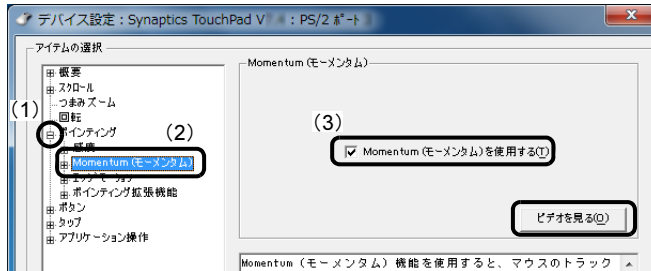 デバイス設定：Synaptics TouchPad V7 : PS/2 ﾎﾟｰﾄ
アイテムの選択
概要
ｽｸﾛｰﾙ
つまみズーム
回転
(1)
ポインティング
(2)
感度
Momentum (モーメンタム)
エッジモーション
ポインティング拡張機能
ボタン
タップ
アプリケーション操作
Momentum (モーメンタム)
(3)
Momentum (モーメンタム)を使用する(T)
ビデオを見る(O)
Momentum (モーメンタム) 機能を使用すると、マウスのトラック